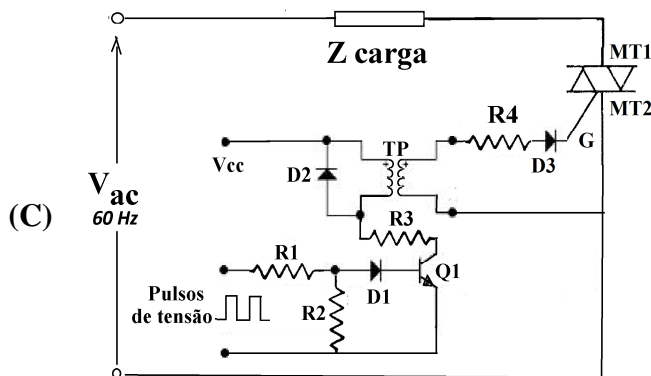 Z carga
MT1
MT2
R4
G
D3
TP
+ +
Vcc
D2
Vac
60 Hz
(C)
R3
R1
Q1
D1
Pulsos
de tensão
R2